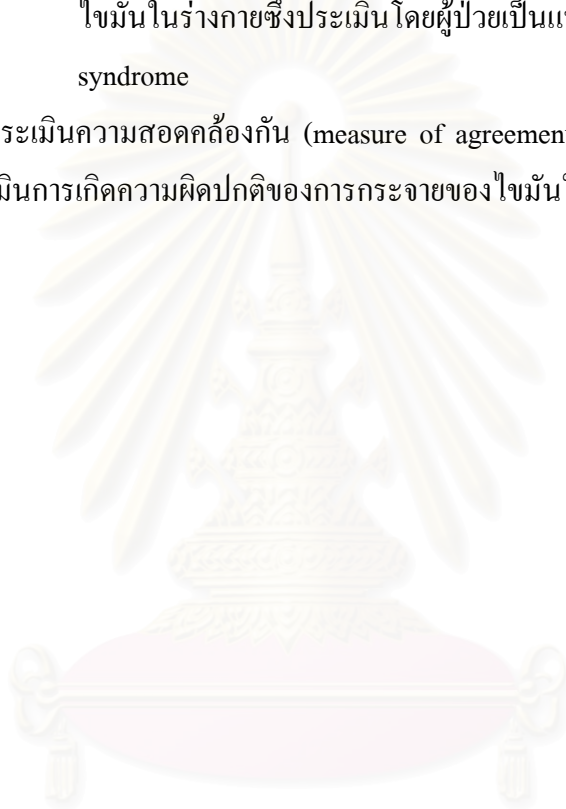 ไขมันในร่างกายซึ่งประเมินโดยผู้ป่วยเป็นแ
syndrome
ระเมินความสอดคล้องกัน (measure of agreement
มินการเกิดความผิดปกติของการกระจายของไขมันใ